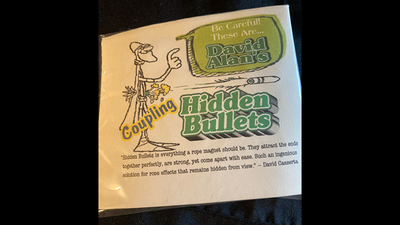 Be Careful!
These Are...
David
Alan's
Coupling
Hidden
Bullets
"Hidden Bullets is everything a rope magnet should be. They attract the ends
together perfectly, are strong, yet come apart with ease. Such an ingenious
solution for rope effects that remains hidden from view." – David Casserta